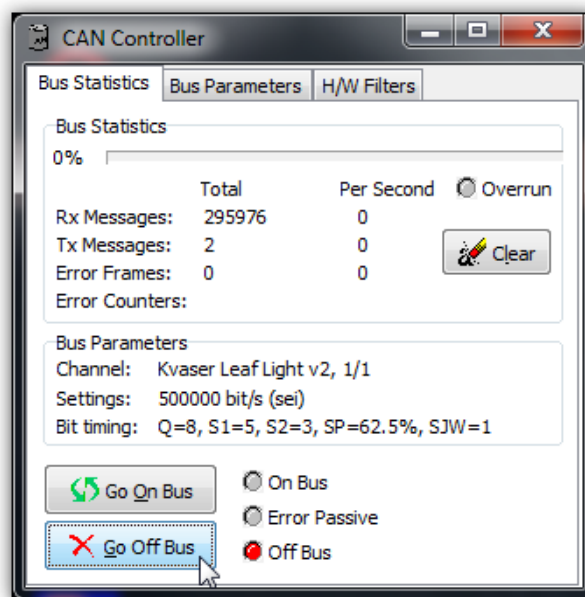 CAN Controller
Bus Statistics Bus Parameters H/W Filters
Bus Statistics
0%
Total Per Second Overrun
Rx Messages: 295976 0
Tx Messages: 2 0
Clear
Error Frames: 0 0
Error Counters:
Bus Parameters
Channel: Kvaser Leaf Light v2, 1/1
Settings: 500000 bit/s (sei)
Bit timing: Q=8, S1=5, S2=3, SP=62.5%, SJW=1
Go On Bus On Bus
Error Passive
Go Off Bus Off Bus